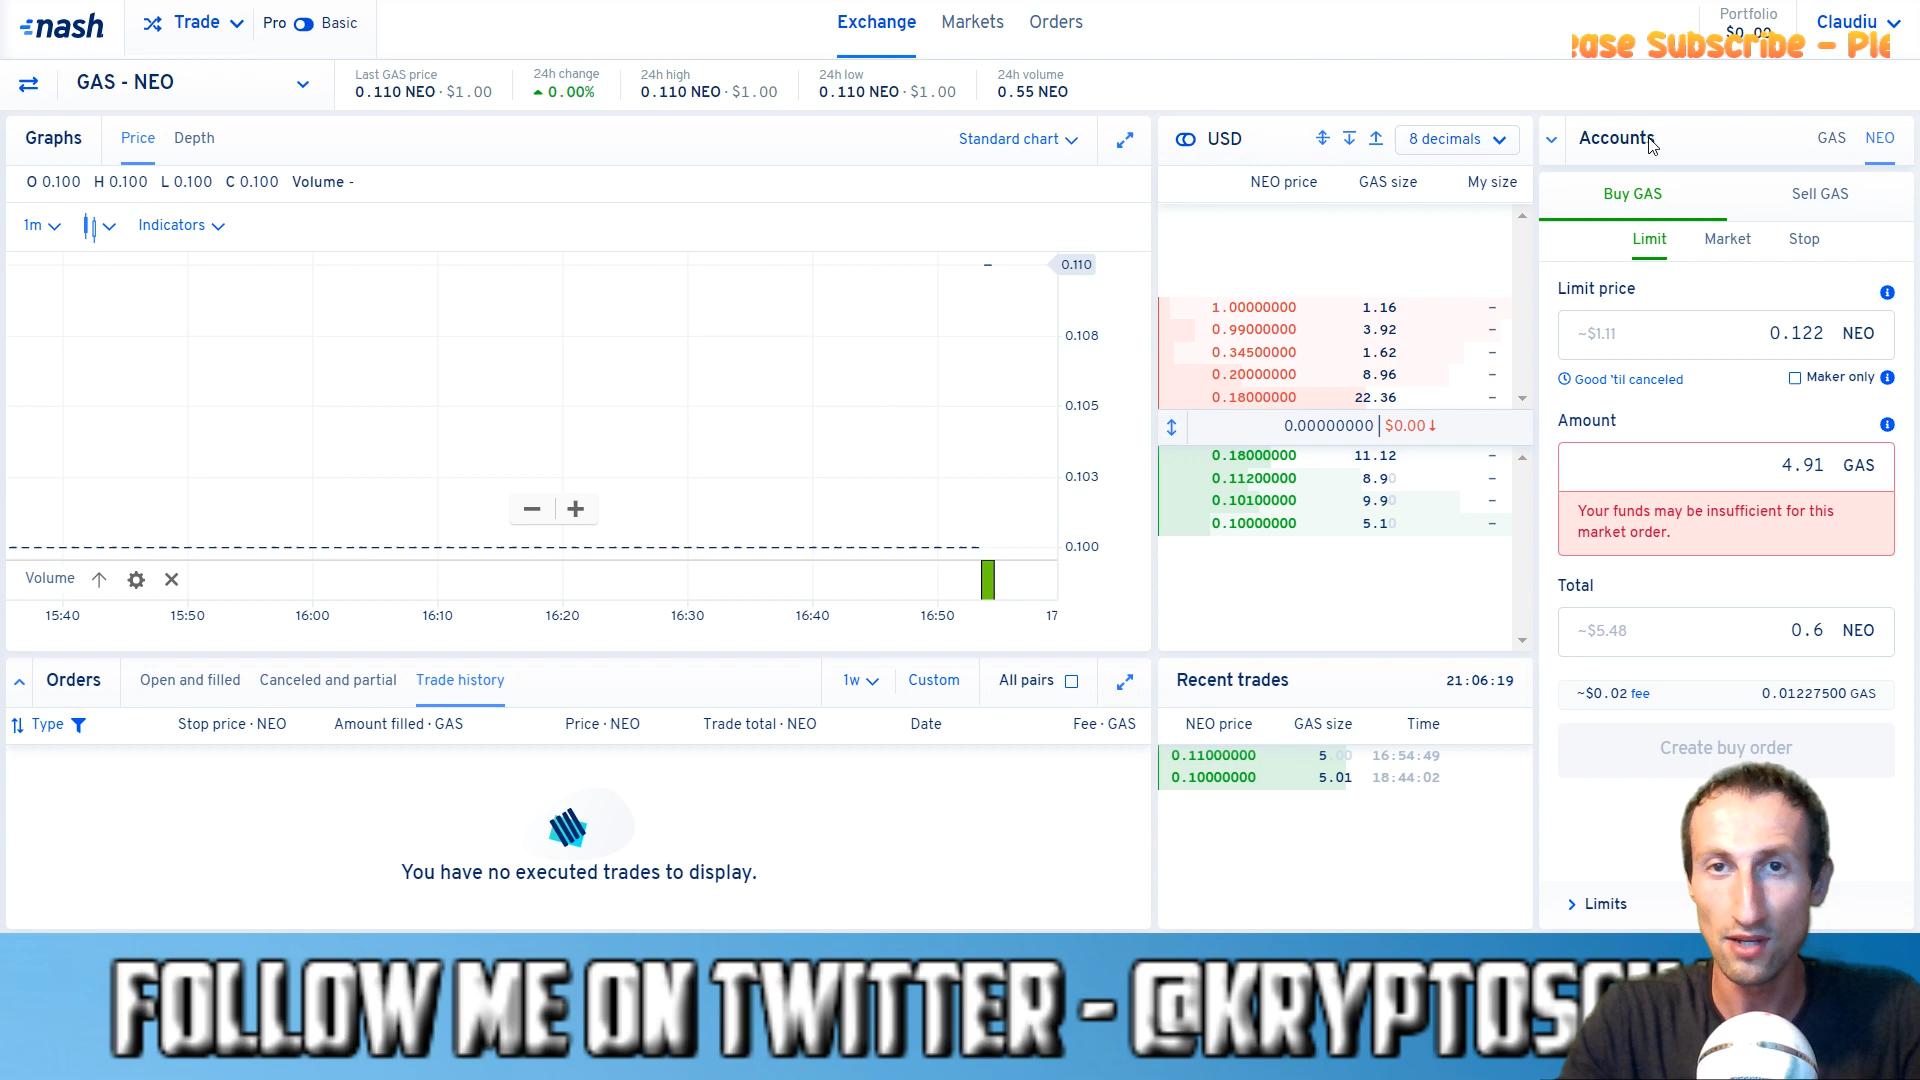 nash
Trade
Pro
Basic
Exchange
Markets
Orders
Portfolio
Claudiu
Subscribe -
GAS - NEO
Last GAS price
0.110 NEO · $1.00
24h change
0.00%
24h high
0.110 NEO · $1.00
24h low
0.110 NEO · $1.00
24h volume
0.55 NEO
Graphs
Price
Depth
Standard chart
O 0.100 H 0.100 L 0.100 C 0.100 Volume -
1m
Indicators
0.110
0.108
0.105
0.103
0.100
Volume
15:40 15:50 16:00 16:10 16:20 16:30 16:40 16:50 17
USD
8 decimals
NEO price GAS size My size
1.00000000 1.16 -
0.99000000 3.92 -
0.34500000 1.62 -
0.20000000 8.96 -
0.18000000 22.36 -
0.00000000 $0.00↓
0.18000000 11.12 -
0.11200000 8.90 -
0.10100000 9.90 -
0.10000000 5.10 -
Accounts
GAS
NEO
Buy GAS
Sell GAS
Limit
Market
Stop
Limit price
~$1.11 0.122 NEO
Good 'til canceled
Maker only
Amount
4.91 GAS
Your funds may be insufficient for this
market order.
Total
~$5.48 0.6 NEO
~$0.02 fee 0.01227500 GAS
Create buy order
Limits
Orders
Open and filled
Canceled and partial
Trade history
1w
Custom
All pairs
Type
Stop price · NEO
Amount filled · GAS
Price · NEO
Trade total · NEO
Date
Fee · GAS
You have no executed trades to display.
Recent trades
21:06:19
NEO price GAS size Time
0.11000000 5.00 16:54:49
0.10000000 5.01 18:44:02
FOLLOW ME ON TWITTER -